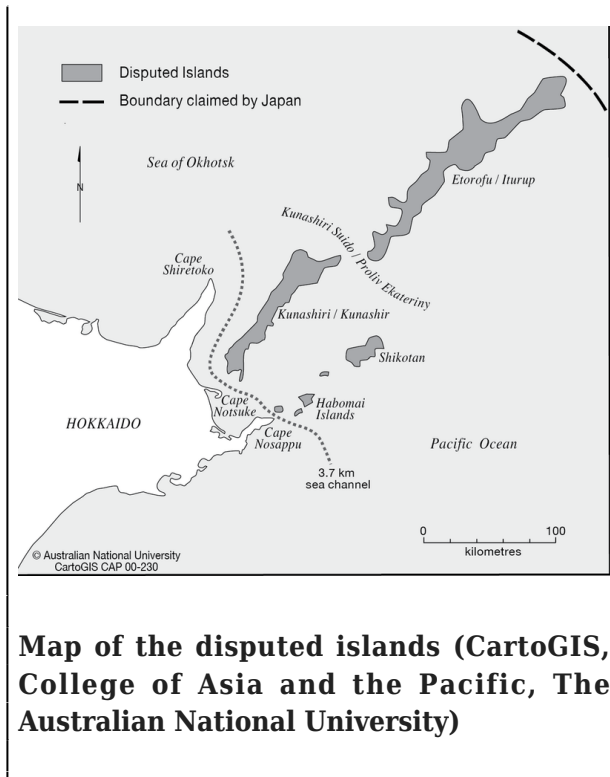 Disputed Islands
Boundary claimed by Japan
Sea of Okhotsk
N
Etorofu / Iturup
Kunashiri Suido / Proliv Ekateriny
Cape
Shiretoko
Kunashiri / Kunashir
Shikotan
Cape
Notsuke
Habomai
Islands
HOKKAIDO
Cape
Nosappu
Pacific Ocean
3.7 km
sea channel
0 100
kilometres
© Australian National University
CartoGIS CAP 00-230
Map of the disputed islands (CartoGIS,
College of Asia and the Pacific, The
Australian National University)